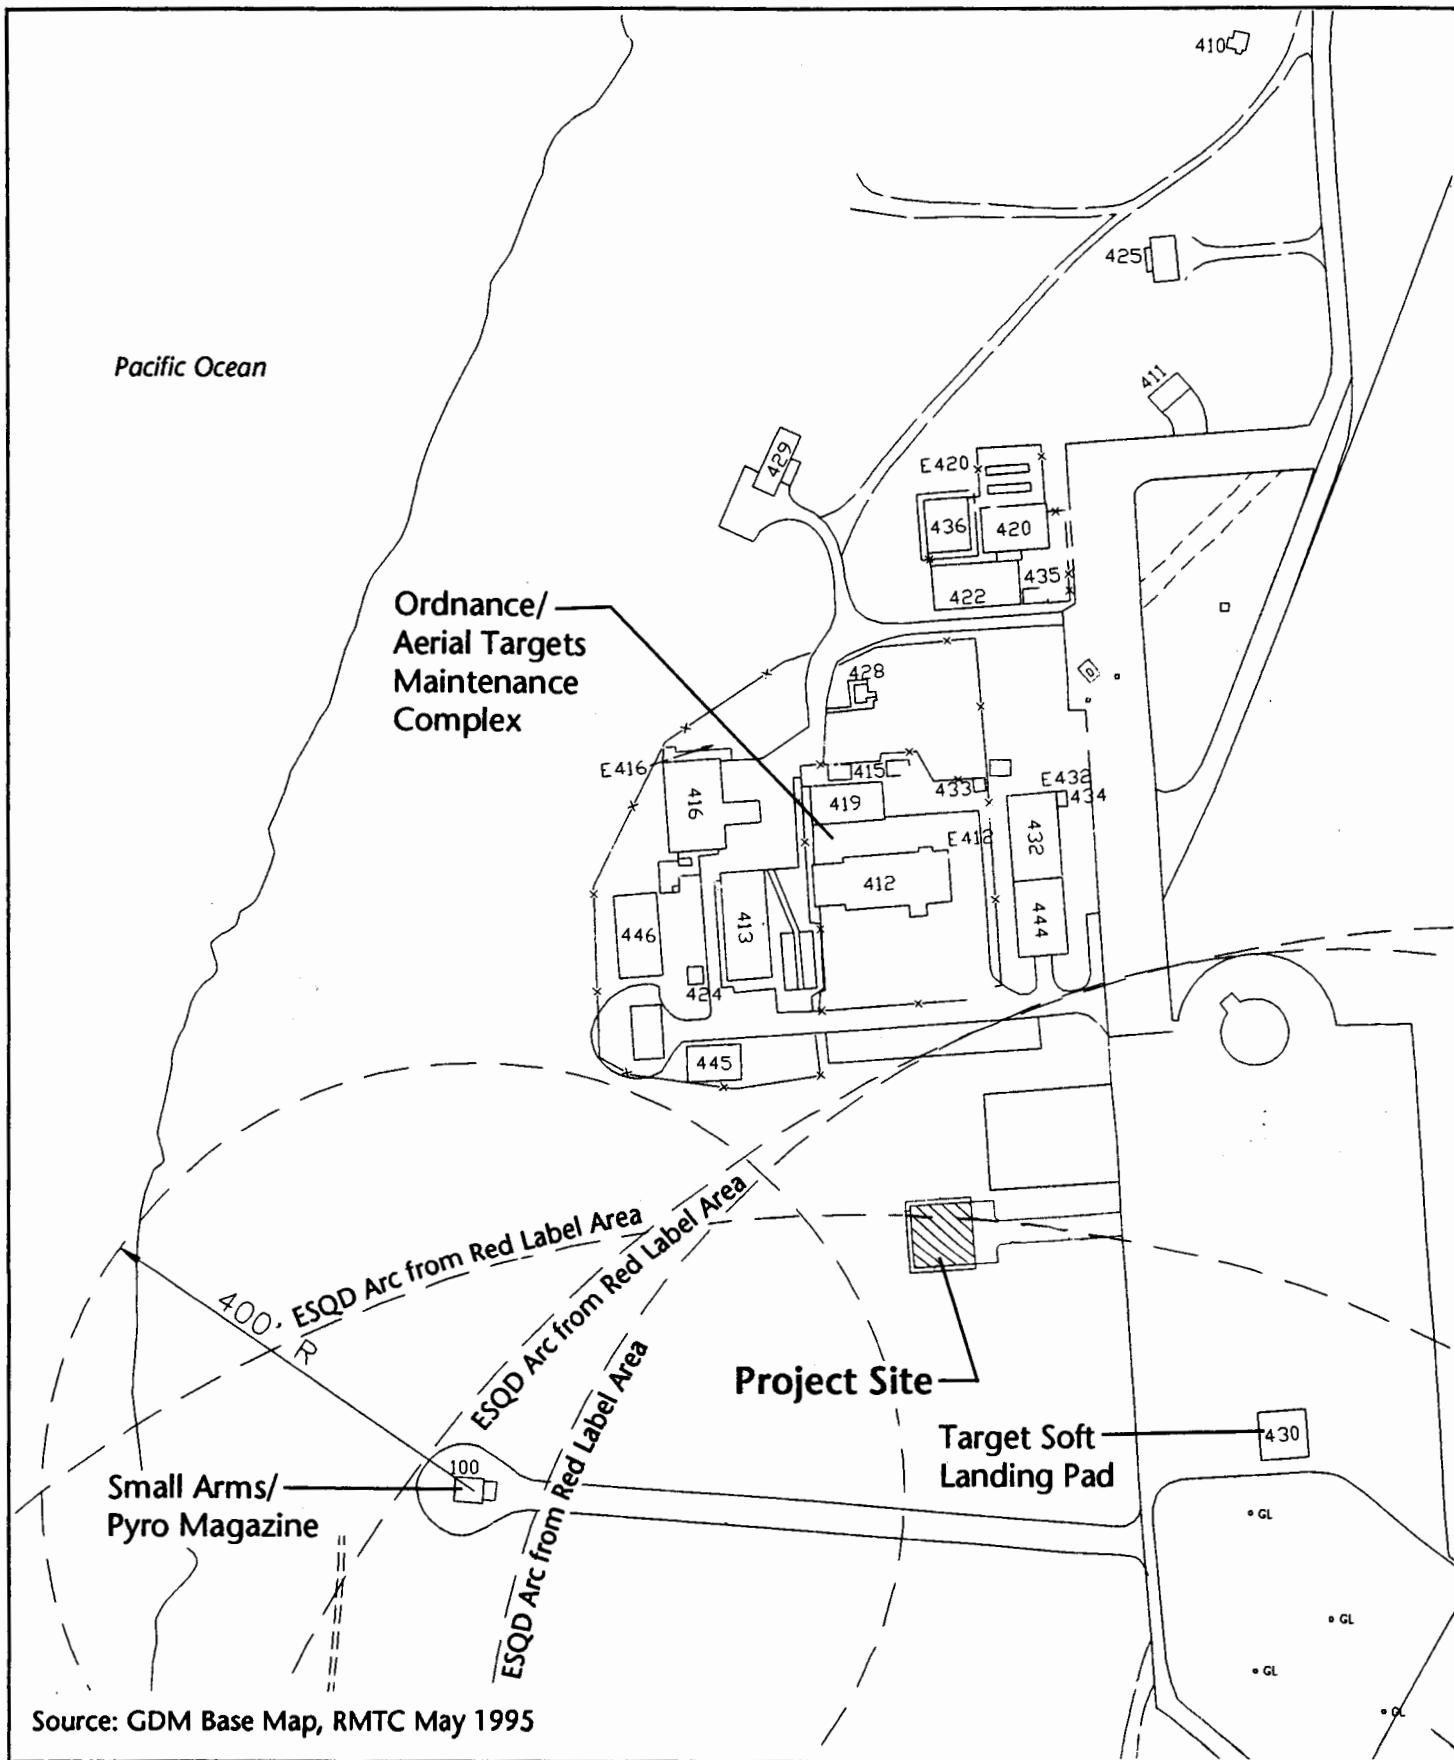 410
425
Pacific Ocean
411
429
E420
436
420
435
422
Ordnance/
Aerial Targets
Maintenance
Complex
428
E416
415
433
E432
434
416
419
E412
432
412
446
413
444
424
445
ESQD Arc from Red Label Area
ESQD Arc from Red Label Area
ESQD Arc from Red Label Area
400' R
Project Site
Target Soft
Landing Pad
430
100
Small Arms/
Pyro Magazine
GL
GL
GL
GL
Source: GDM Base Map, RMTC May 1995